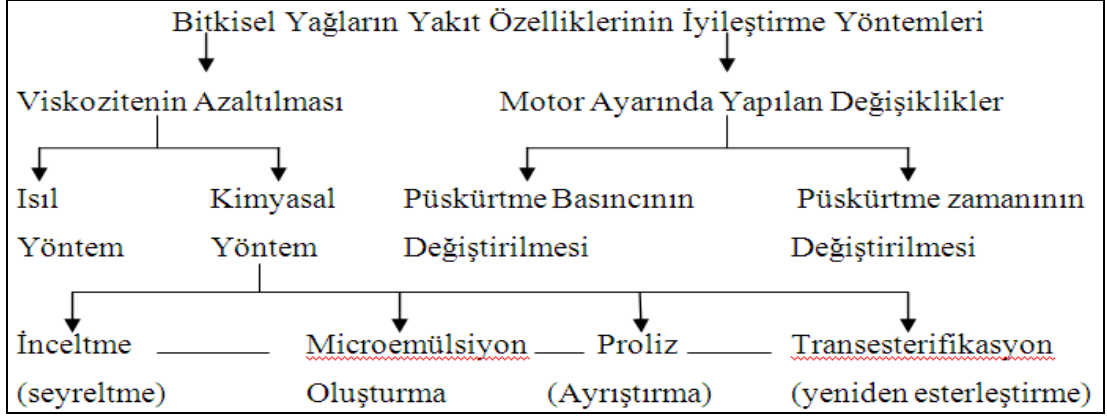 Bitkisel Yağların Yakıt Özelliklerinin İyileştirme Yöntemleri
Viskozitenin Azaltılması Motor Ayarında Yapılan Değişiklikler
Isıl Kimyasal Püskürtme Basıncının Püskürtme zamanının
Yöntem Yöntem Değiştirilmesi Değiştirilmesi
İnceltme Microemülsiyon Proliz Transesterifikasyon
(seyreltme) Oluşturma (Ayrıştırma) (yeniden esterleştirme)